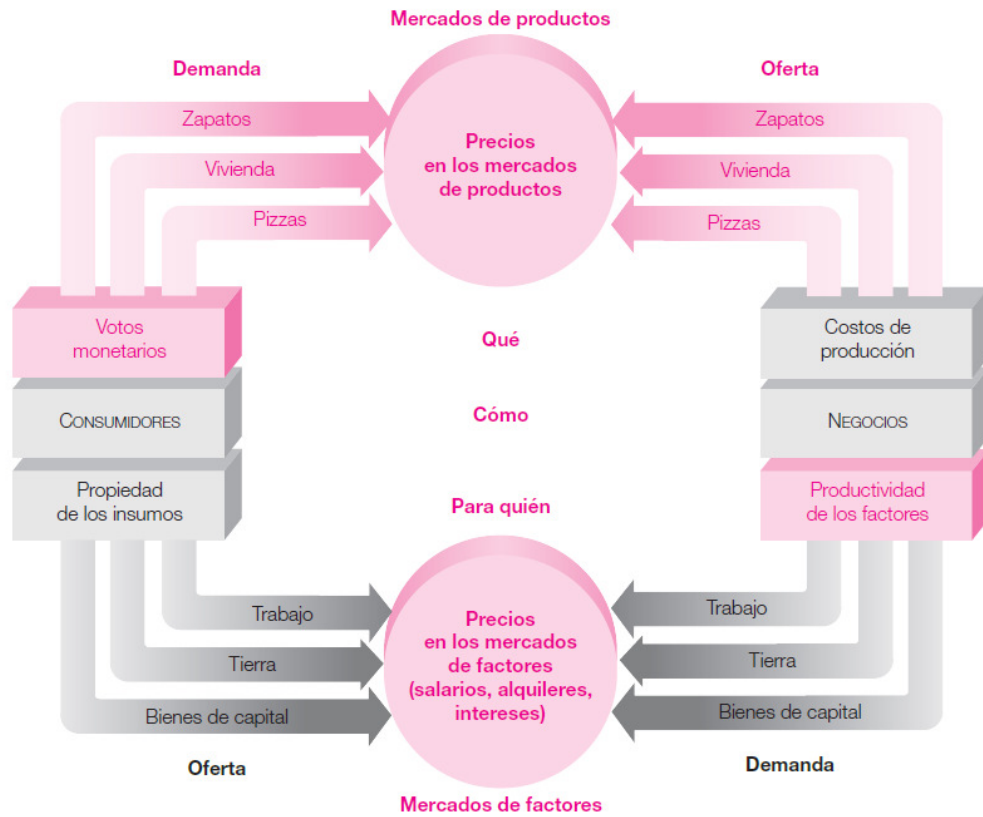 Mercados de productos
Demanda
Oferta
Zapatos
Zapatos
Vivienda
Vivienda
Pizzas
Pizzas
Precios
en los mercados
de productos
Votos
monetarios
Qué
Costos de
producción
CONSUMIDORES
Cómo
NEGOCIOS
Propiedad
de los insumos
Para quién
Productividad
de los factores
Trabajo
Trabajo
Tierra
Tierra
Bienes de capital
Bienes de capital
Precios
en los mercados
de factores
(salarios, alquileres,
intereses)
Oferta
Demanda
Mercados de factores